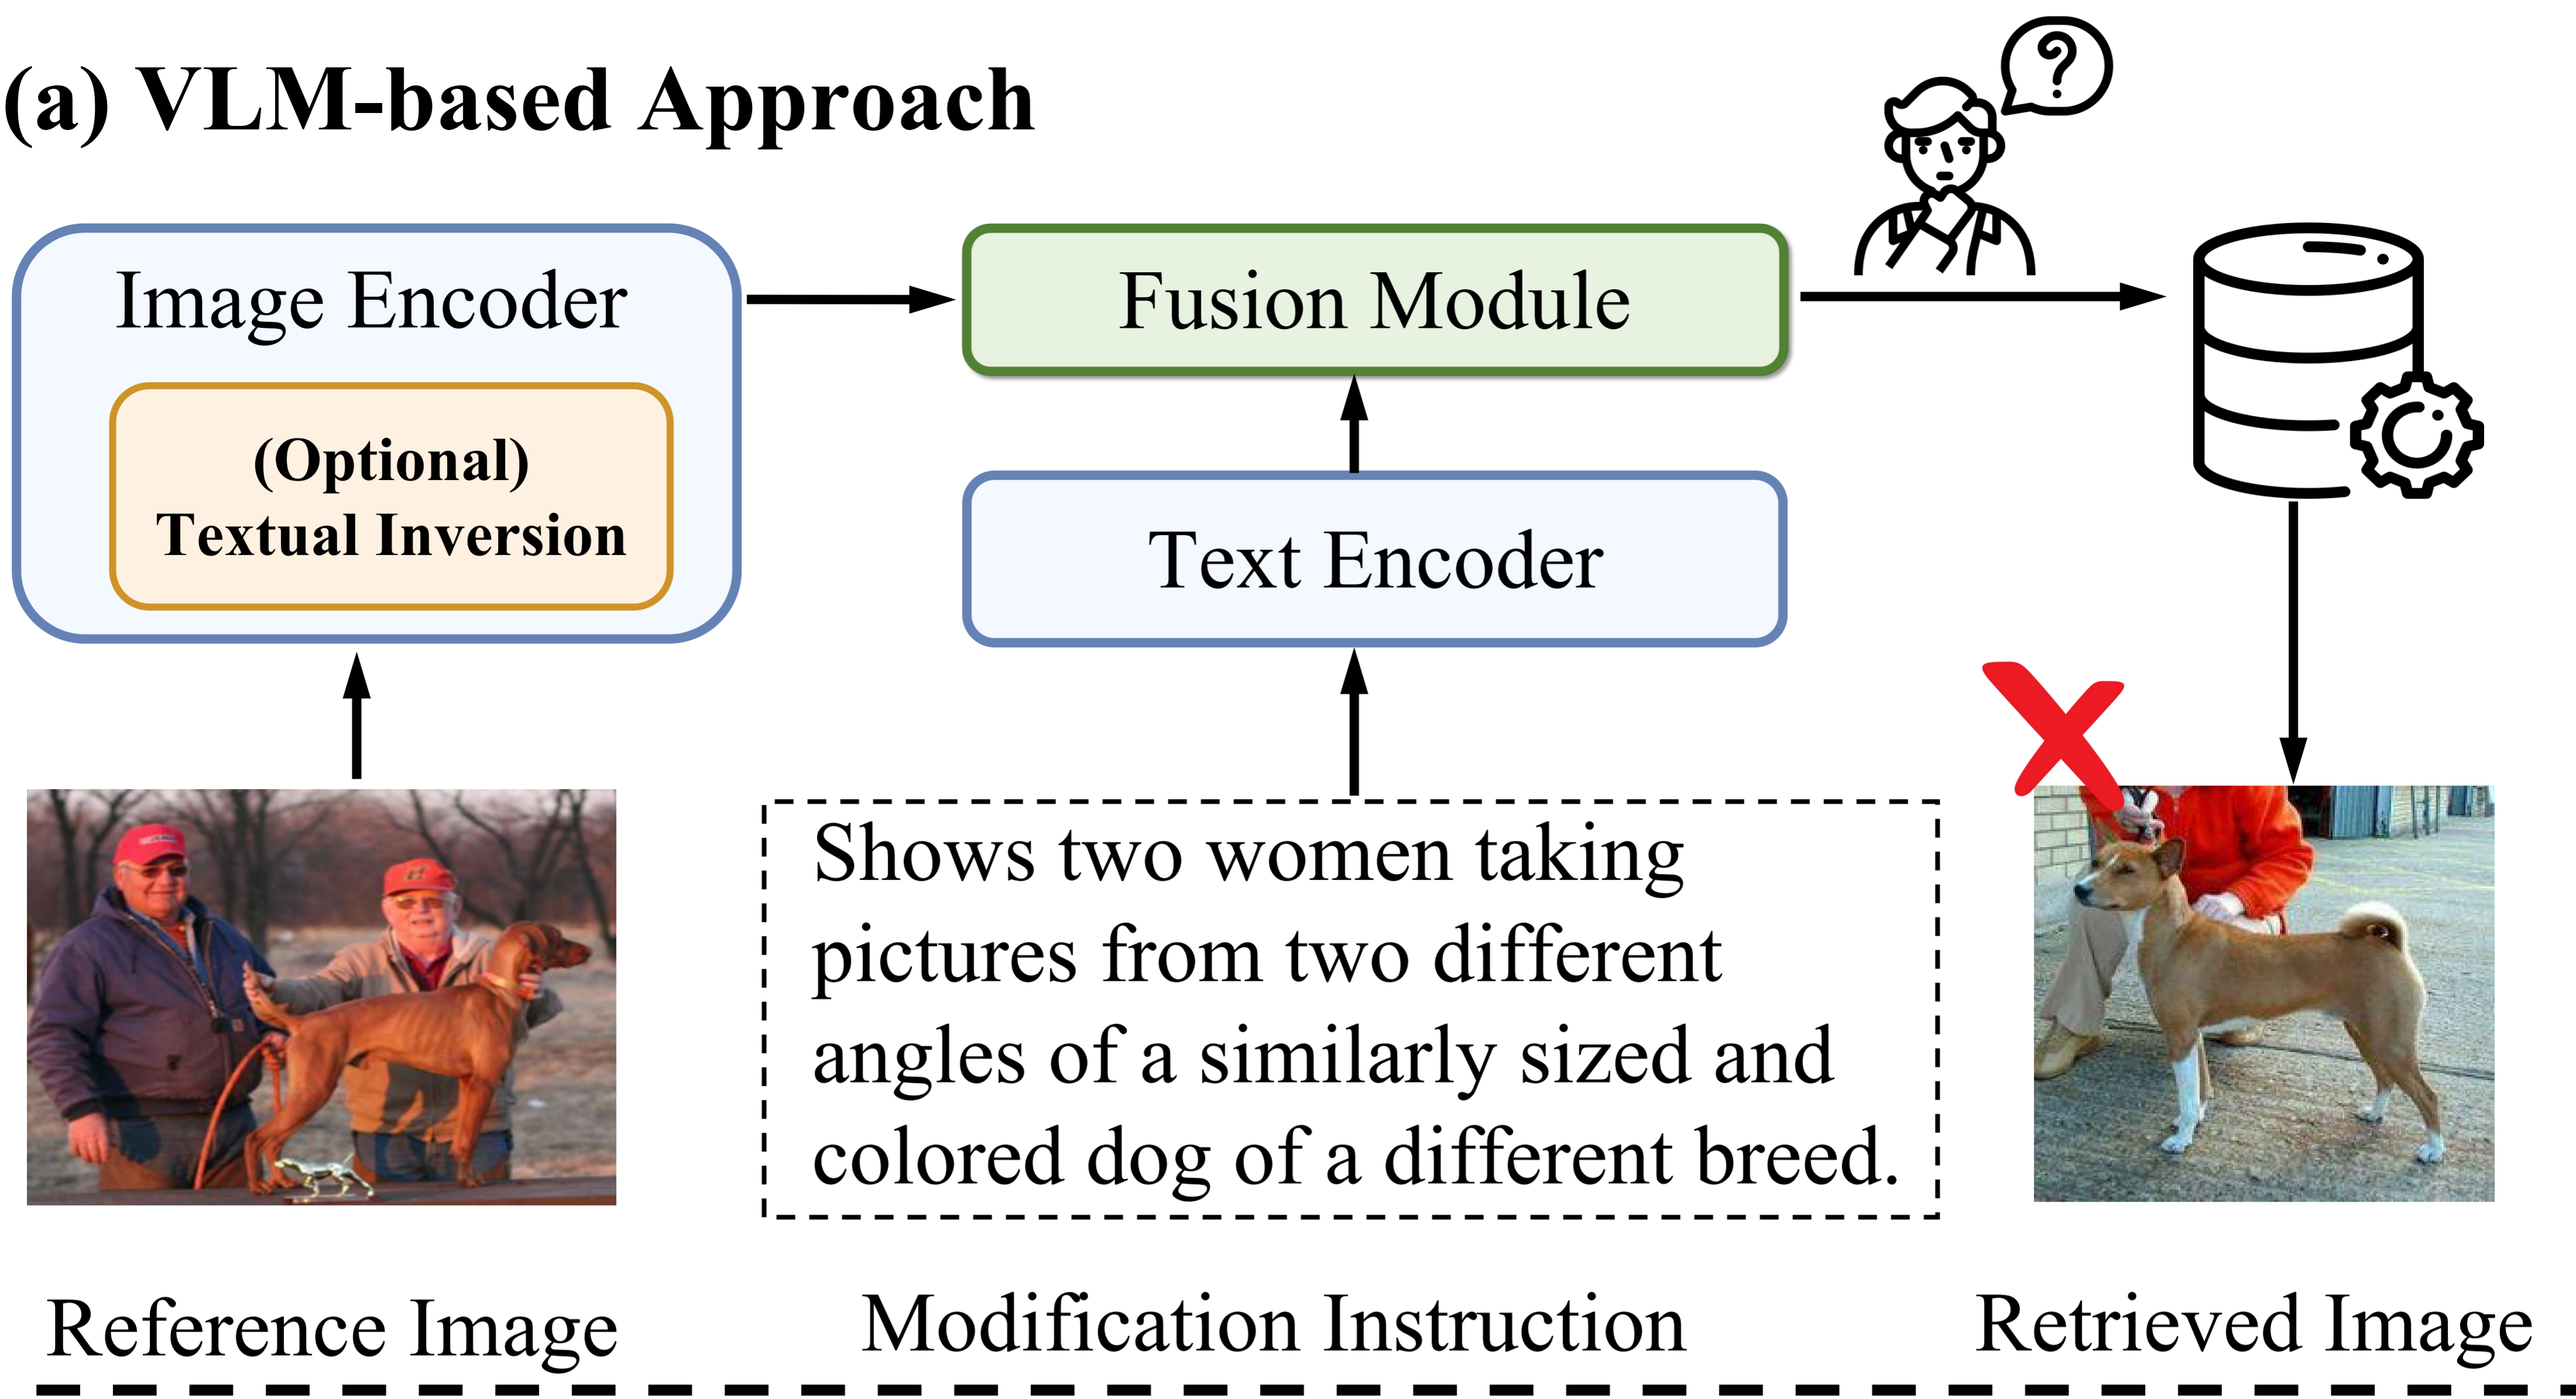 (a) VLM-based Approach
?
Image Encoder
(Optional)
Textual Inversion
Fusion Module
Text Encoder
Shows two women taking
pictures from two different
angles of a similarly sized and
colored dog of a different breed.
Reference Image
Modification Instruction
Retrieved Image